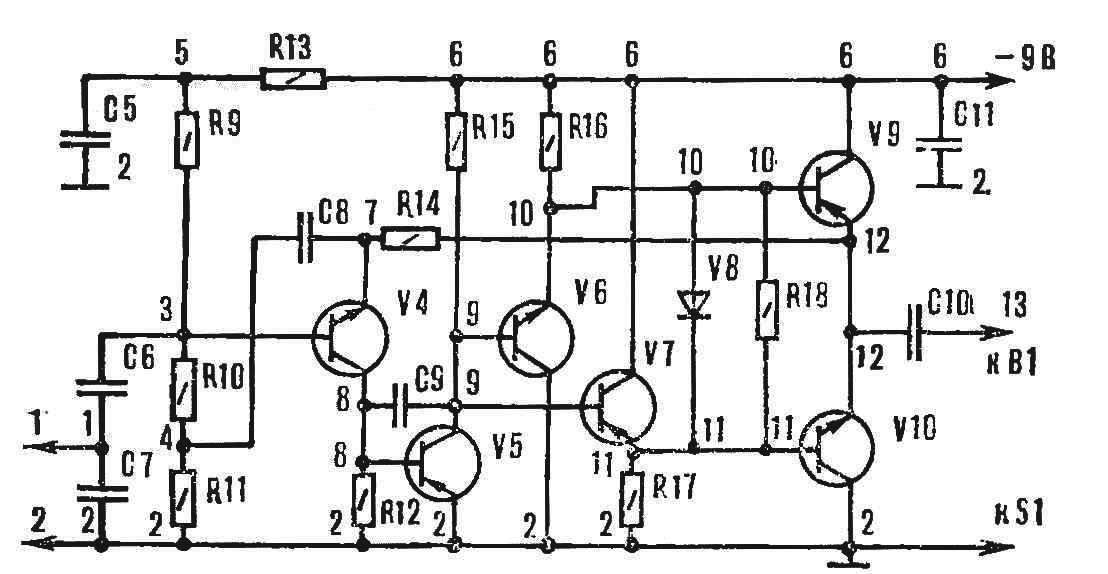 5 R13 6 6 6 6 6 −9В
C5 R9 R15 R16 V9 C11
2 10 10 2.
C8 7 R14 10 12
V8
3 V4 9 V6 R18 C10 13
C6 V7 12 к В1
R10 9
1 1 8 C9
4 8 V5 11 11 V10
C7 11
R11 R12 R17
2 2 2 2 2 2 2 2 к S1